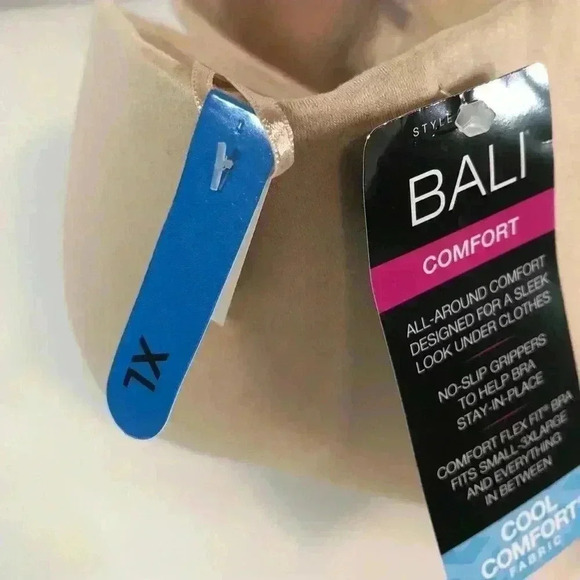 XL
STYLE
BALI®
COMFORT
ALL-AROUND COMFORT
DESIGNED FOR A SLEEK
LOOK UNDER CLOTHES
NO-SLIP GRIPPERS
TO HELP BRA
STAY-IN-PLACE
COMFORT FLEX FIT® BRA
FITS SMALL-3XLARGE
AND EVERYTHING
IN BETWEEN
COOL
COMFORT®
FABRIC